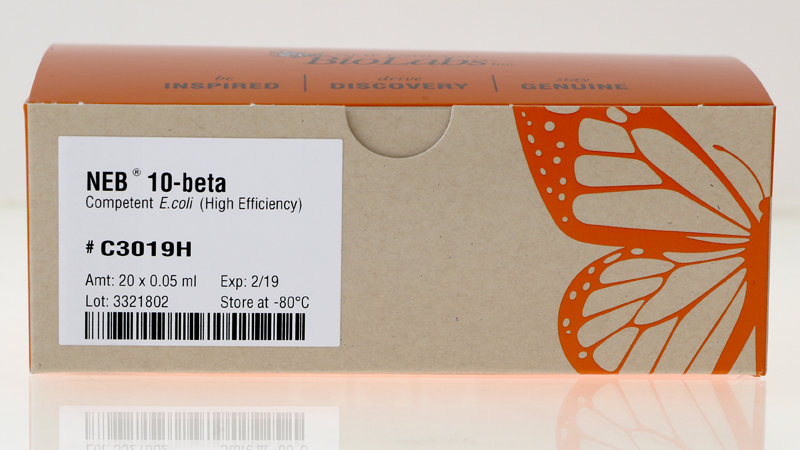 BioLabs Inc.
be INSPIRED | drive DISCOVERY | stay GENUINE
NEB® 10-beta
Competent E.coli (High Efficiency)
# C3019H
Amt: 20 x 0.05 ml Exp: 2/19
Lot: 3321802 Store at -80°C